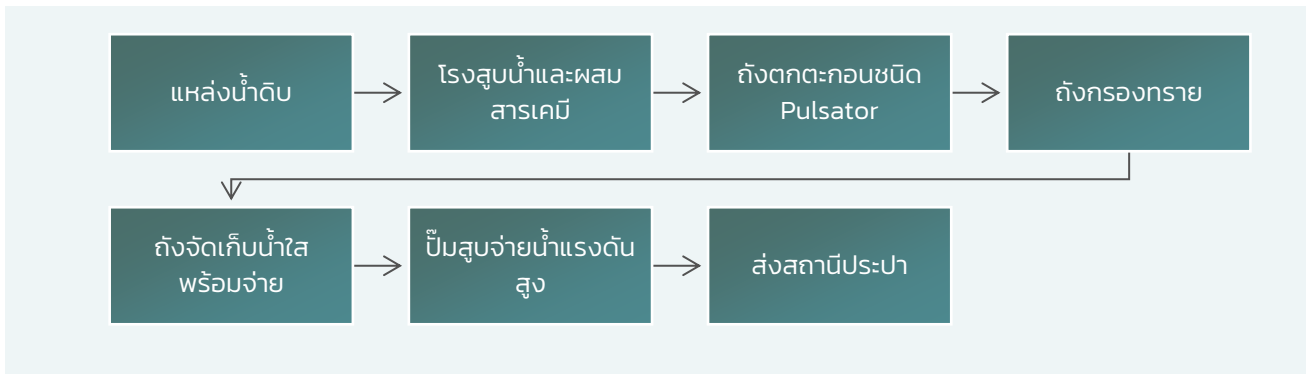 แหล่งน้ำดิบ
โรงสูบน้ำและผสม
สารเคมี
ถังตกตะกอนชนิด
Pulsator
ถังกรองทราย
ถังจัดเก็บน้ำใส
พร้อมจ่าย
ปั๊มสูบจ่ายน้ำแรงดัน
สูง
ส่งสถานีประปา